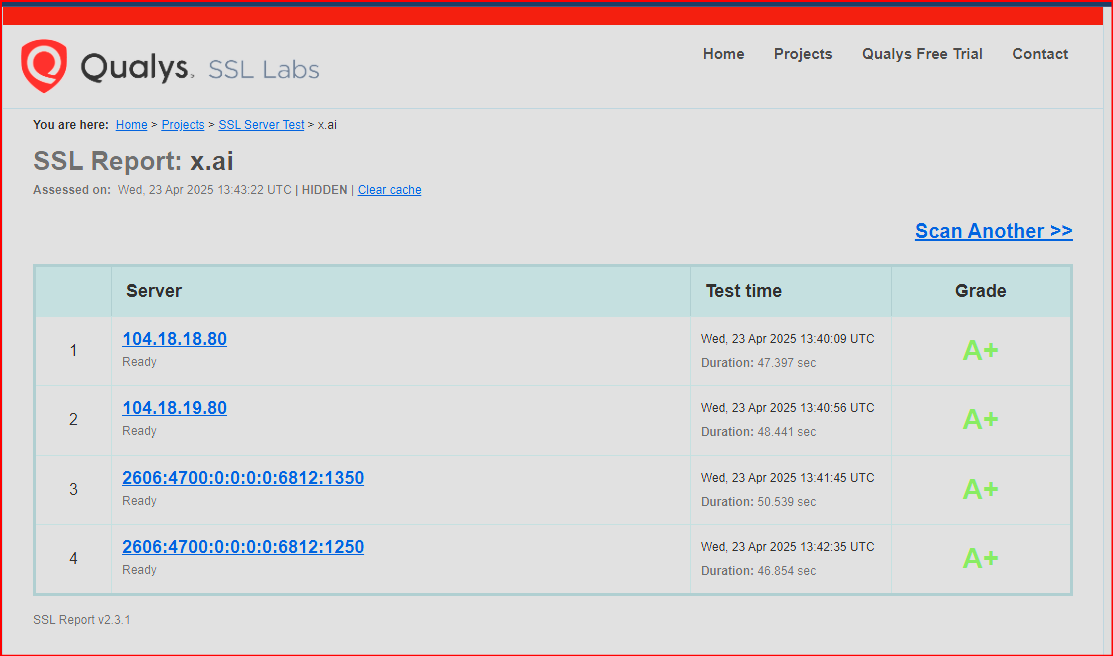 Qualys. SSL Labs
Home Projects Qualys Free Trial Contact
You are here: Home > Projects > SSL Server Test > x.ai
SSL Report: x.ai
Assessed on: Wed, 23 Apr 2025 13:43:22 UTC | HIDDEN | Clear cache
Scan Another >>
Server Test time Grade
1 104.18.18.80 Wed, 23 Apr 2025 13:40:09 UTC A+
Ready Duration: 47.397 sec
2 104.18.19.80 Wed, 23 Apr 2025 13:40:56 UTC A+
Ready Duration: 48.441 sec
3 2606:4700:0:0:0:0:6812:1350 Wed, 23 Apr 2025 13:41:45 UTC A+
Ready Duration: 50.539 sec
4 2606:4700:0:0:0:0:6812:1250 Wed, 23 Apr 2025 13:42:35 UTC A+
Ready Duration: 46.854 sec
SSL Report v2.3.1